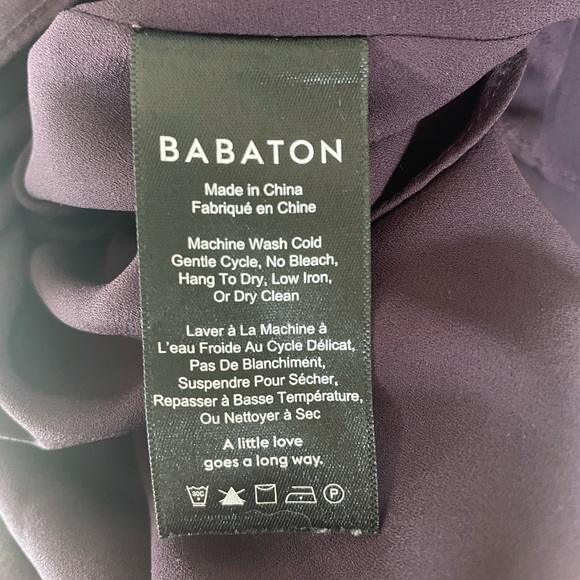 BABATON
Made in China
Fabriqué en Chine
Machine Wash Cold
Gentle Cycle, No Bleach,
Hang To Dry, Low Iron,
Or Dry Clean
Laver à La Machine à
L'eau Froide Au Cycle Délicat,
Pas De Blanchiment,
Suspendre Pour Sécher,
Repasser à Basse Température,
Ou Nettoyer à Sec
A little love
goes a long way.
30C P